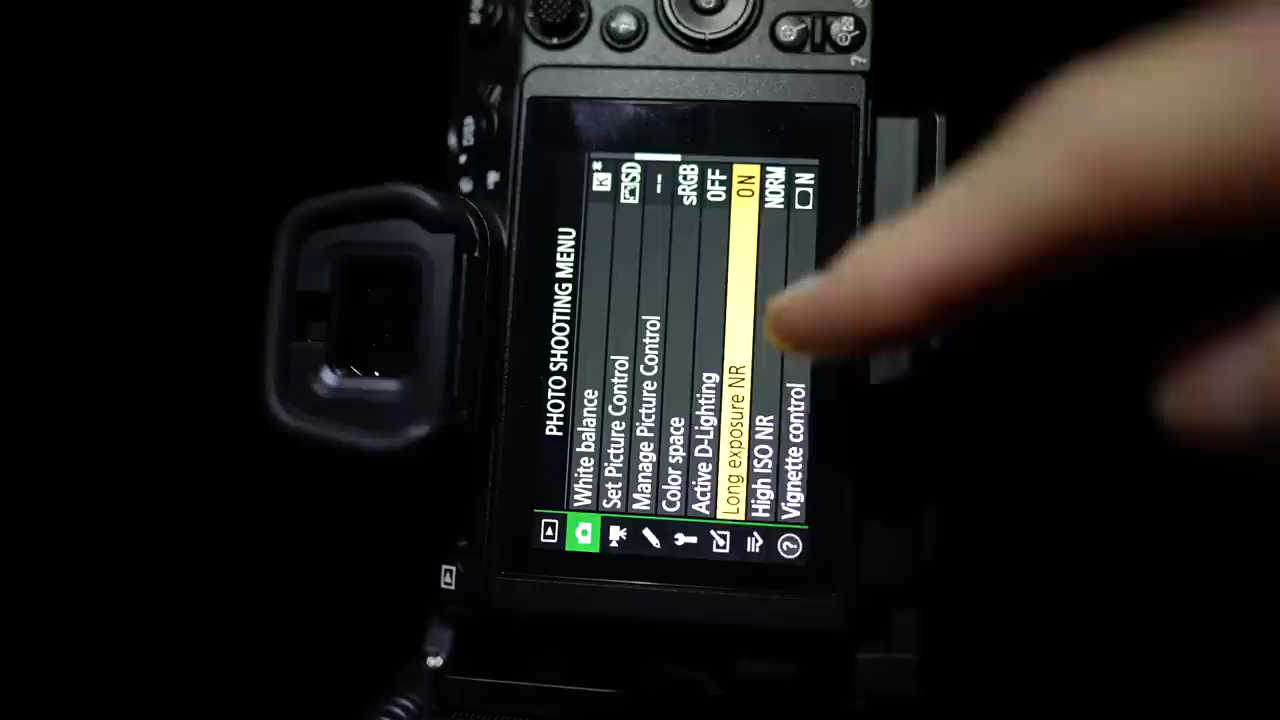 PHOTO SHOOTING MENU
White balance K*
Set Picture Control SD
Manage Picture Control --
Color space sRGB
Active D-Lighting OFF
Long exposure NR ON
High ISO NR NORM
Vignette control N
?
?